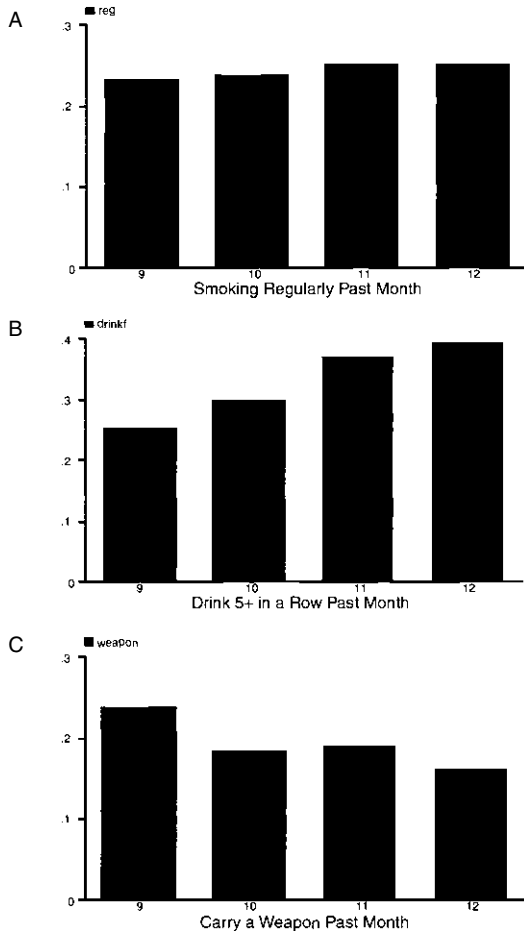 A
reg
.3
.2
.1
0
9 10 11 12
Smoking Regularly Past Month
B
drinkf
.4
.3
.2
.1
0
9 10 11 12
Drink 5+ in a Row Past Month
C
weapon
.3
.2
.1
0
9 10 11 12
Carry a Weapon Past Month